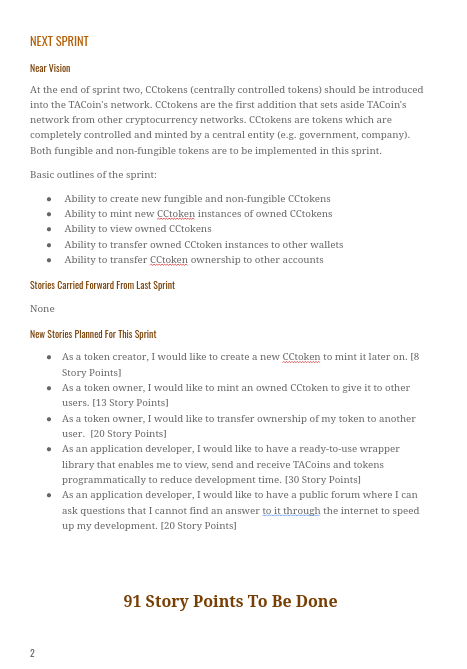 NEXT SPRINT
Near Vision
At the end of sprint two, CCtokens (centrally controlled tokens) should be introduced
into the TACoin's network. CCtokens are the first addition that sets aside TACoin's
network from other cryptocurrency networks. CCtokens are tokens which are
completely controlled and minted by a central entity (e.g. government, company).
Both fungible and non-fungible tokens are to be implemented in this sprint.
Basic outlines of the sprint:
● Ability to create new fungible and non-fungible CCtokens
● Ability to mint new CCtoken instances of owned CCtokens
● Ability to view owned CCtokens
● Ability to transfer owned CCtoken instances to other wallets
● Ability to transfer CCtoken ownership to other accounts
Stories Carried Forward From Last Sprint
None
New Stories Planned For This Sprint
● As a token creator, I would like to create a new CCtoken to mint it later on. [8
Story Points]
● As a token owner, I would like to mint an owned CCtoken to give it to other
users. [13 Story Points]
● As a token owner, I would like to transfer ownership of my token to another
user. [20 Story Points]
● As an application developer, I would like to have a ready-to-use wrapper
library that enables me to view, send and receive TACoins and tokens
programmatically to reduce development time. [30 Story Points]
● As an application developer, I would like to have a public forum where I can
ask questions that I cannot find an answer to it through the internet to speed
up my development. [20 Story Points]
91 Story Points To Be Done
2